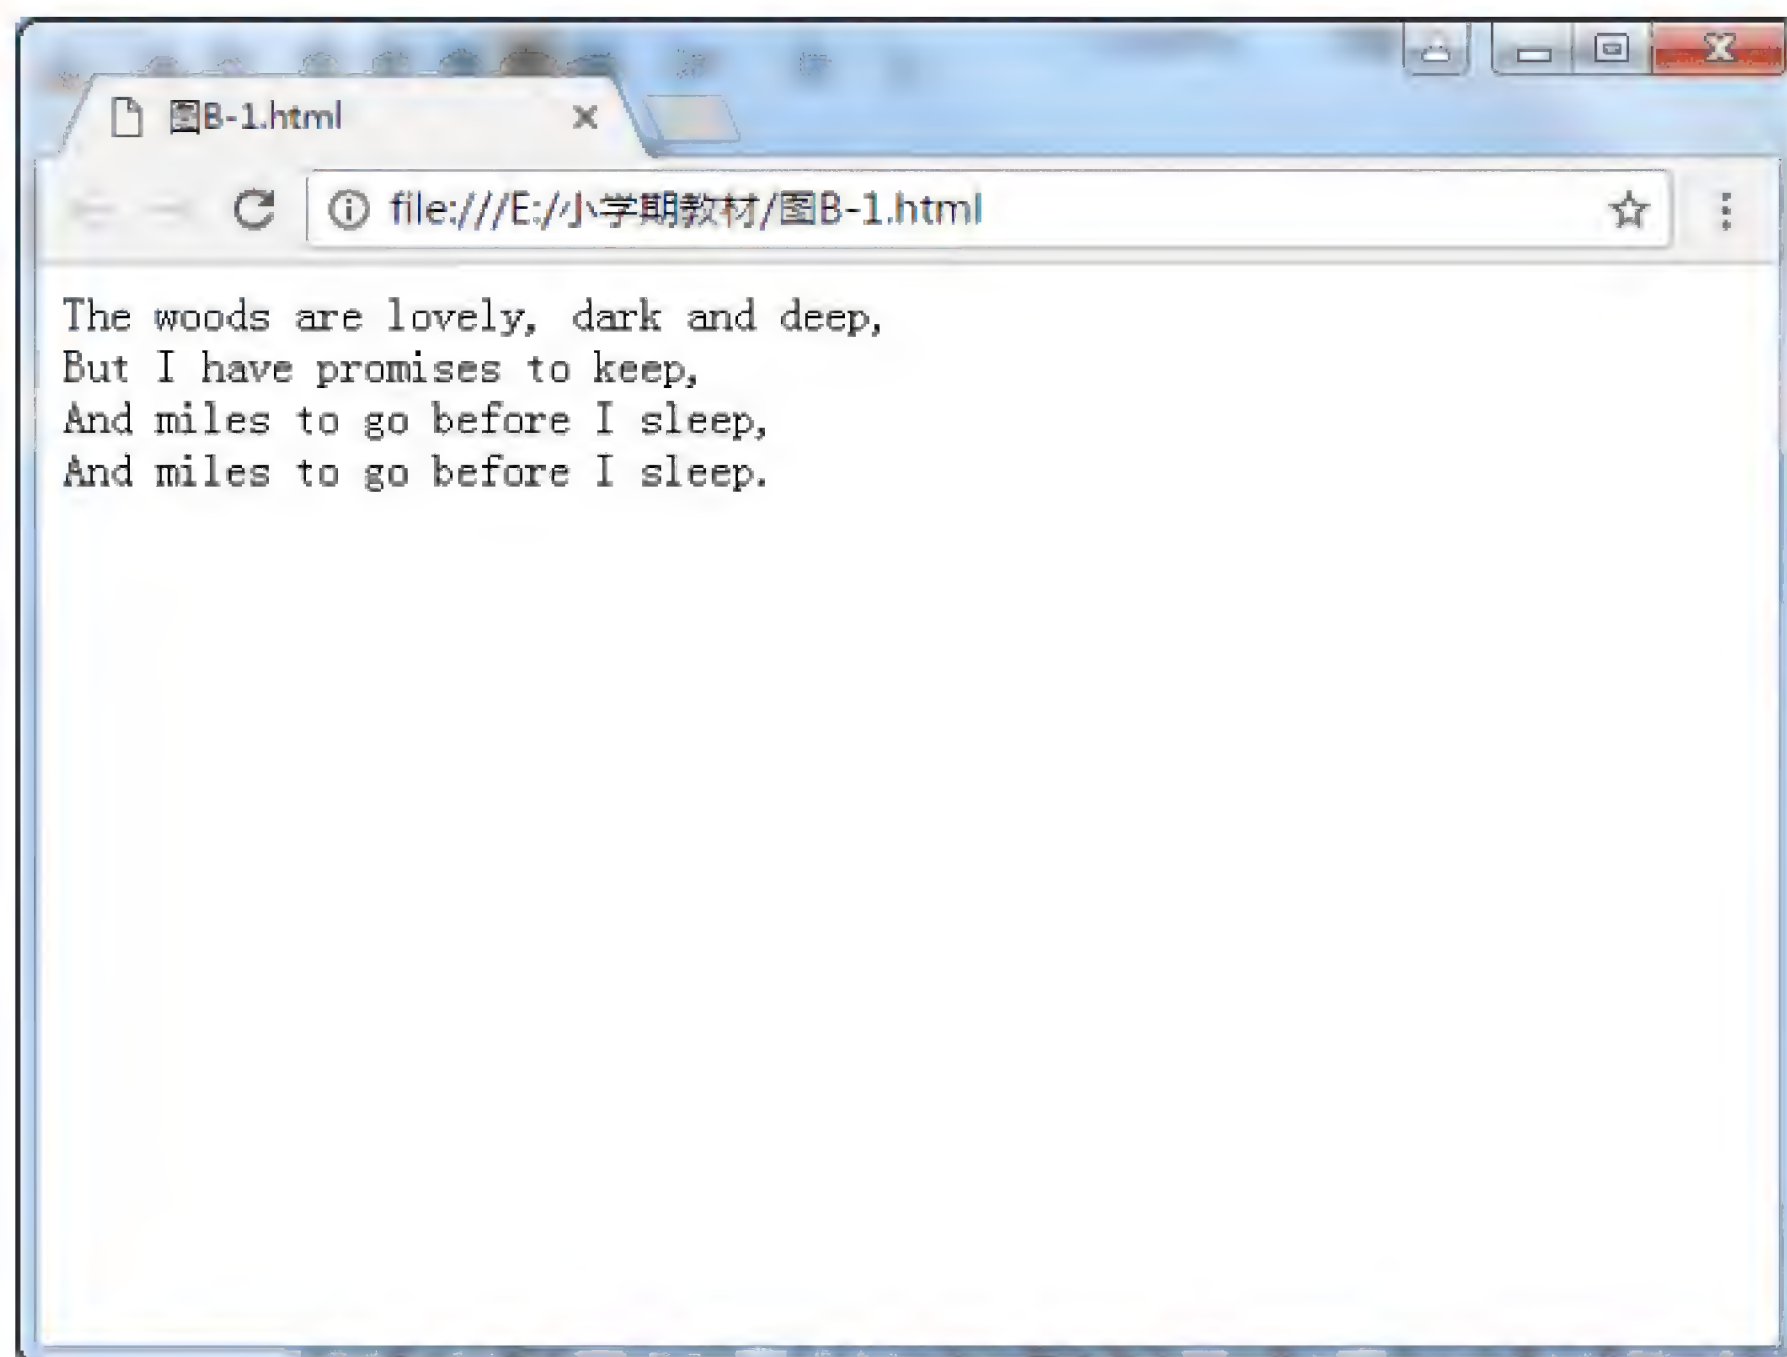 图B-1.html
file:///E:/小学期教材/图B-1.html
The woods are lovely, dark and deep,
But I have promises to keep,
And miles to go before I sleep,
And miles to go before I sleep.